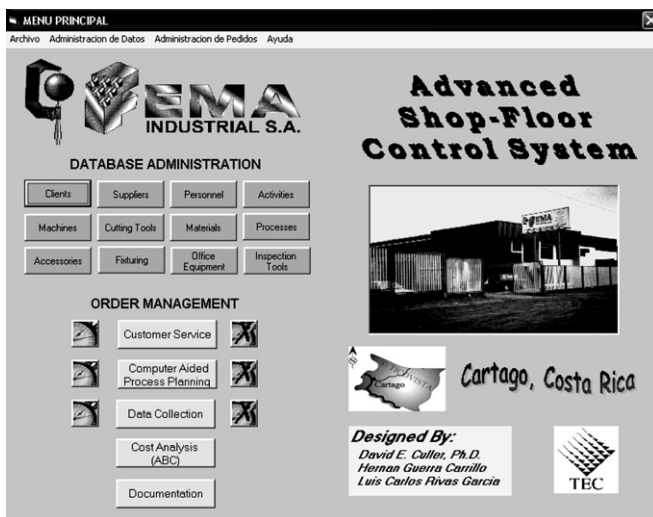 MENU PRINCIPAL
Archivo Administracion de Datos Administracion de Pedidos Ayuda
EMA
INDUSTRIAL S.A.
DATABASE ADMINISTRATION
Clients Suppliers Personnel Activities
Machines Cutting Tools Materials Processes
Accessories Fixturing Office Equipment Inspection Tools
ORDER MANAGEMENT
Customer Service
Computer Aided
Process Planning
Data Collection
Cost Analysis
(ABC)
Documentation
Advanced
Shop-Floor
Control System
EMA
Cartago
Cartago, Costa Rica
Designed By:
David E. Culler, Ph.D.
Hernan Guerra Carrillo
Luis Carlos Rivas Garcia
TEC